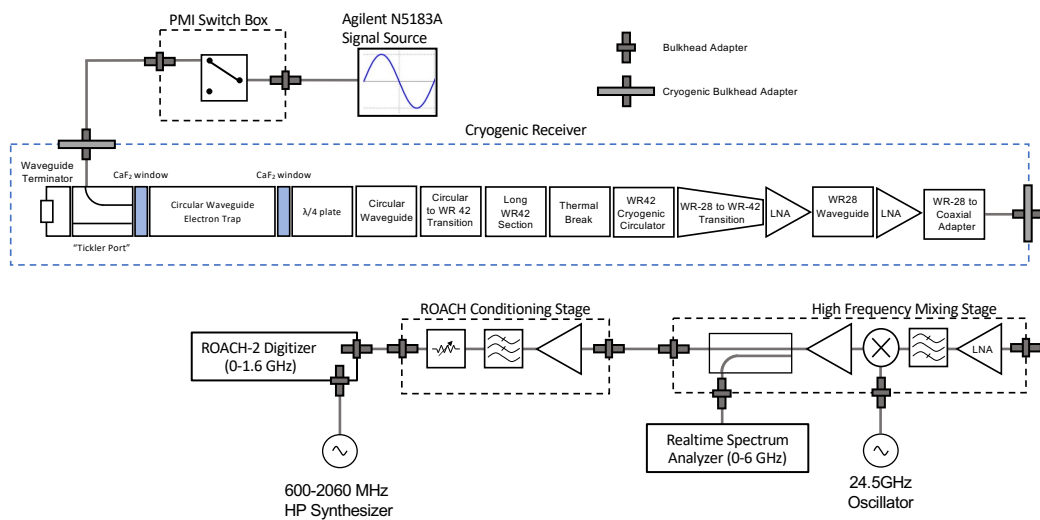 PMI Switch Box
Agilent N5183A
Signal Source
Bulkhead Adapter
Cryogenic Bulkhead Adapter
Cryogenic Receiver
Waveguide
Terminator
CaF₂ window
CaF₂ window
Circular Waveguide
Electron Trap
λ/4 plate
Circular
Waveguide
Circular
to WR 42
Transition
Long
WR42
Section
Thermal
Break
WR42
Cryogenic
Circulator
WR-28 to WR-42
Transition
LNA
WR28
Waveguide
LNA
WR-28 to
Coaxial
Adapter
"Tickler Port"
ROACH Conditioning Stage
High Frequency Mixing Stage
ROACH-2 Digitizer
(0-1.6 GHz)
LNA
Realtime Spectrum
Analyzer (0-6 GHz)
600-2060 MHz
HP Synthesizer
24.5GHz
Oscillator